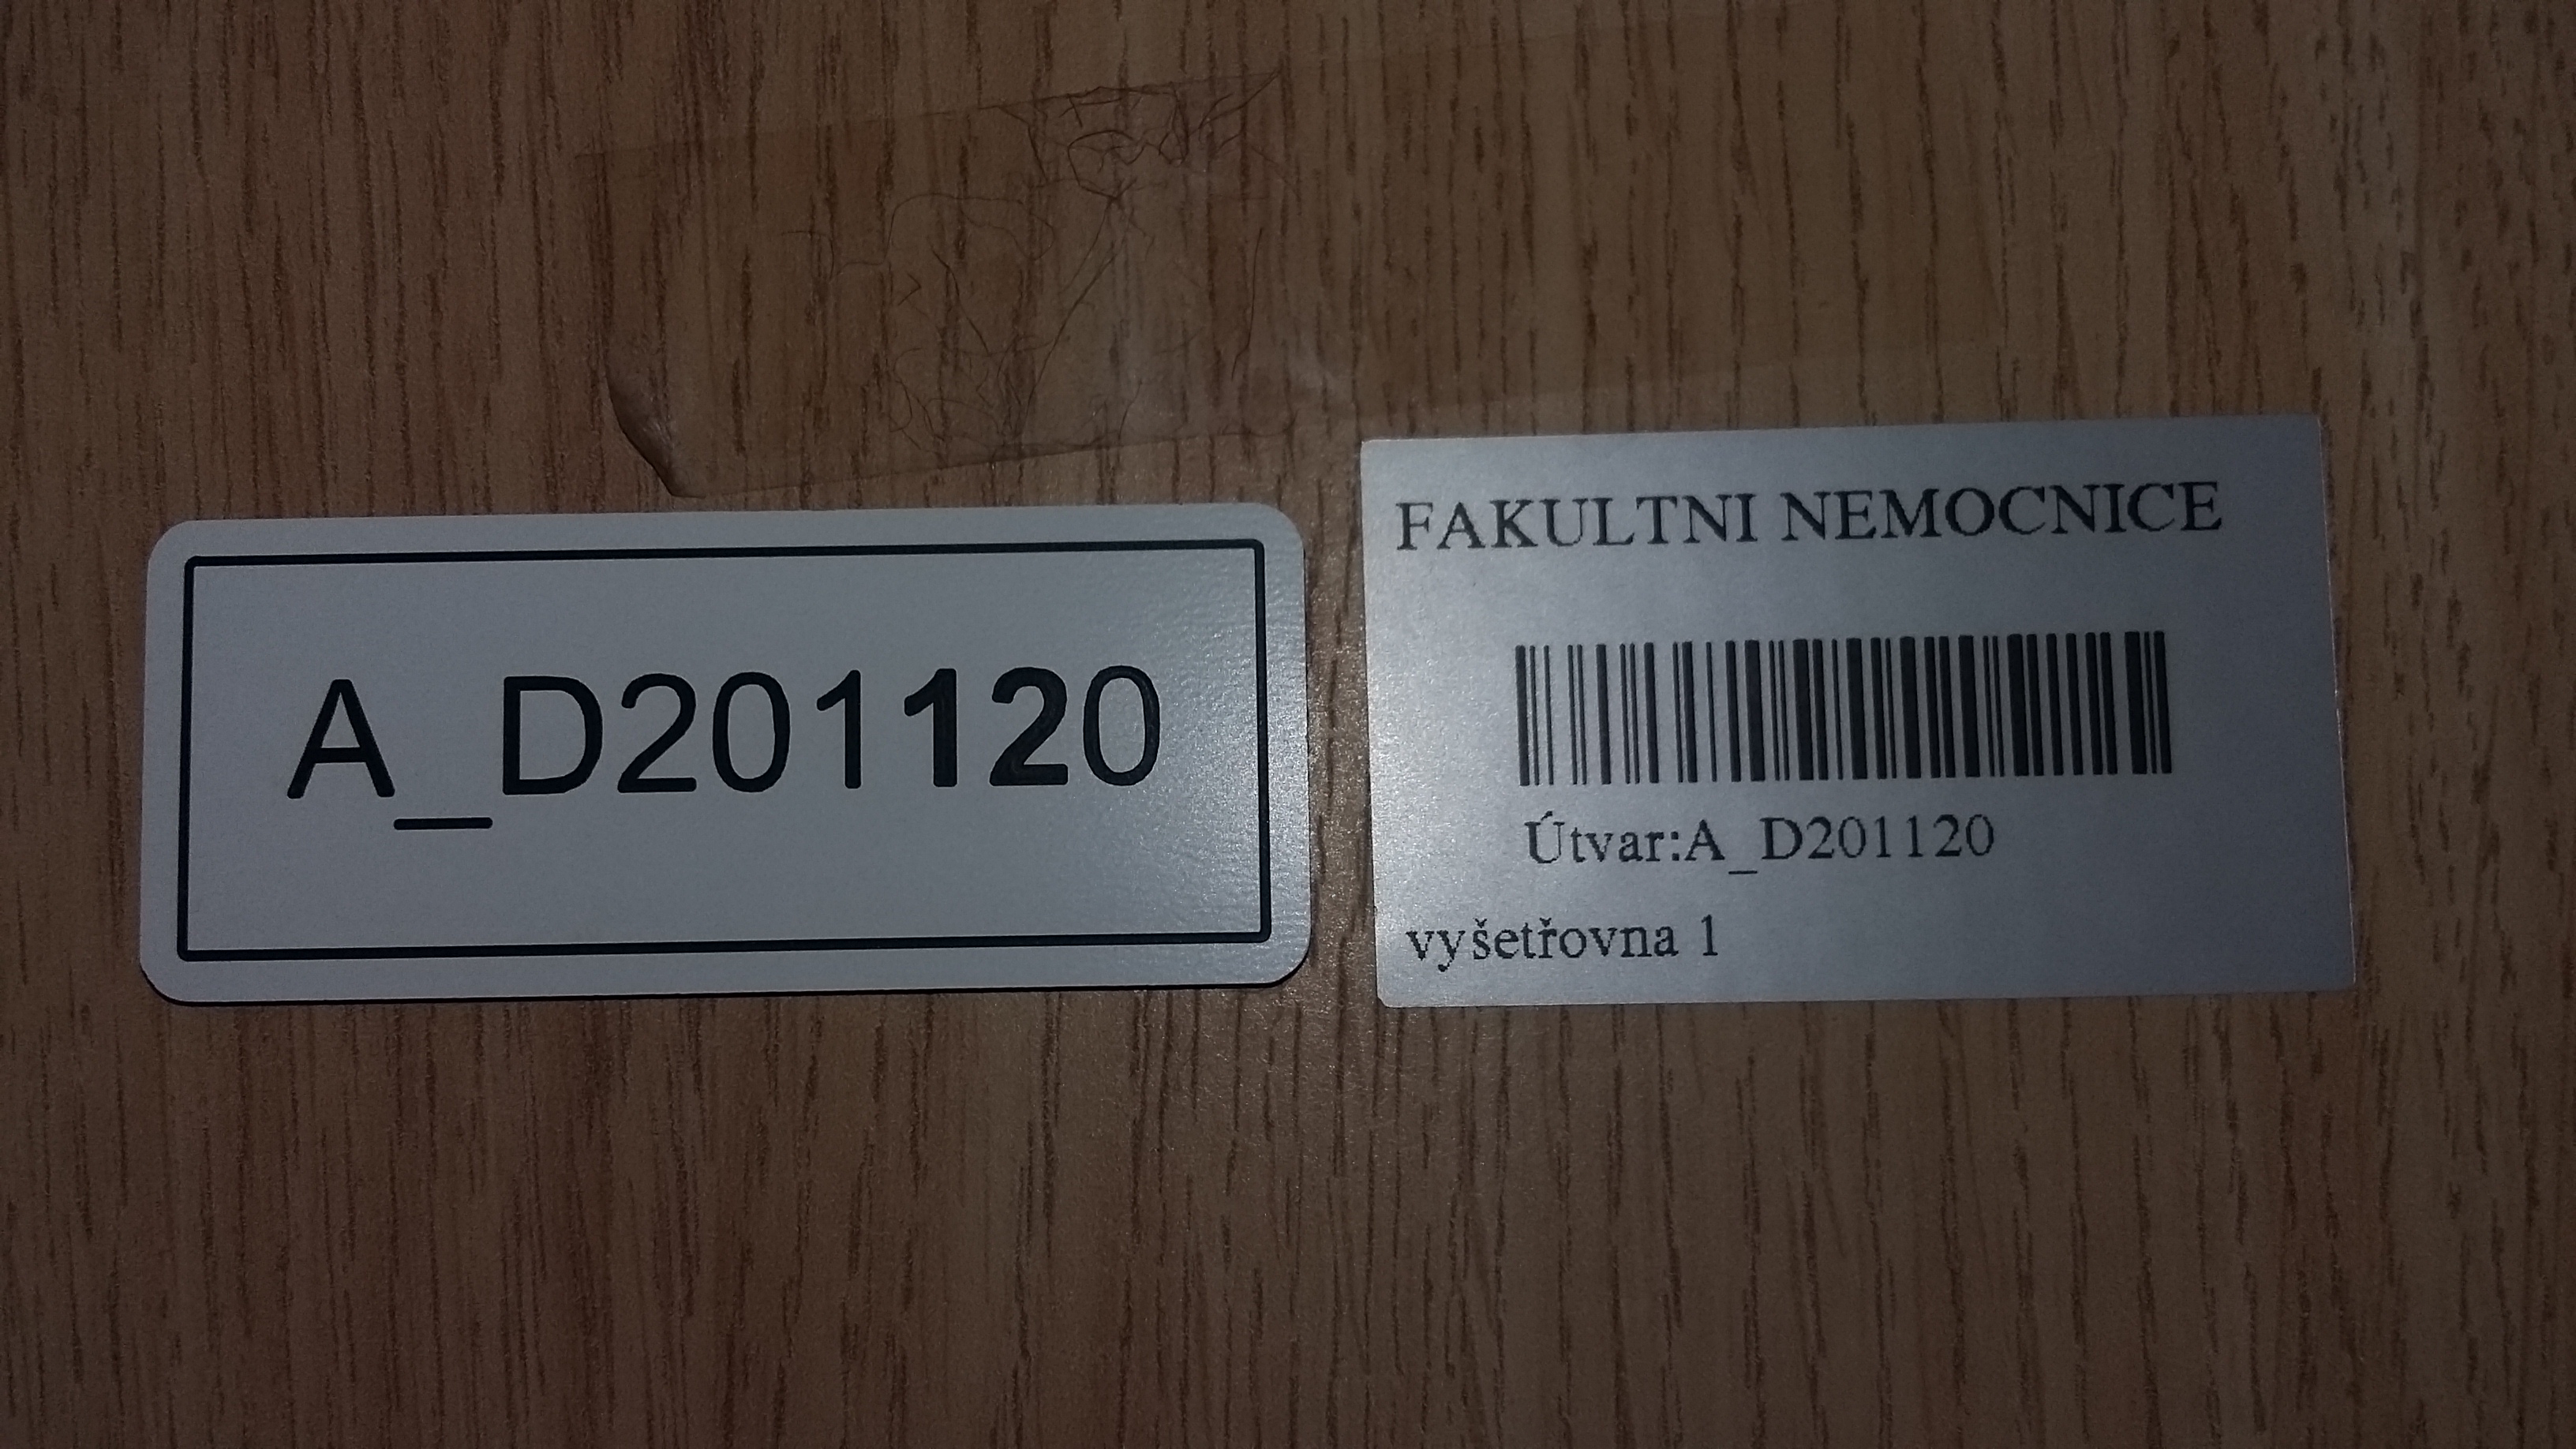 A_D201120
FAKULTNI NEMOCNICE
Útvar:A_D201120
vyšetřovna 1